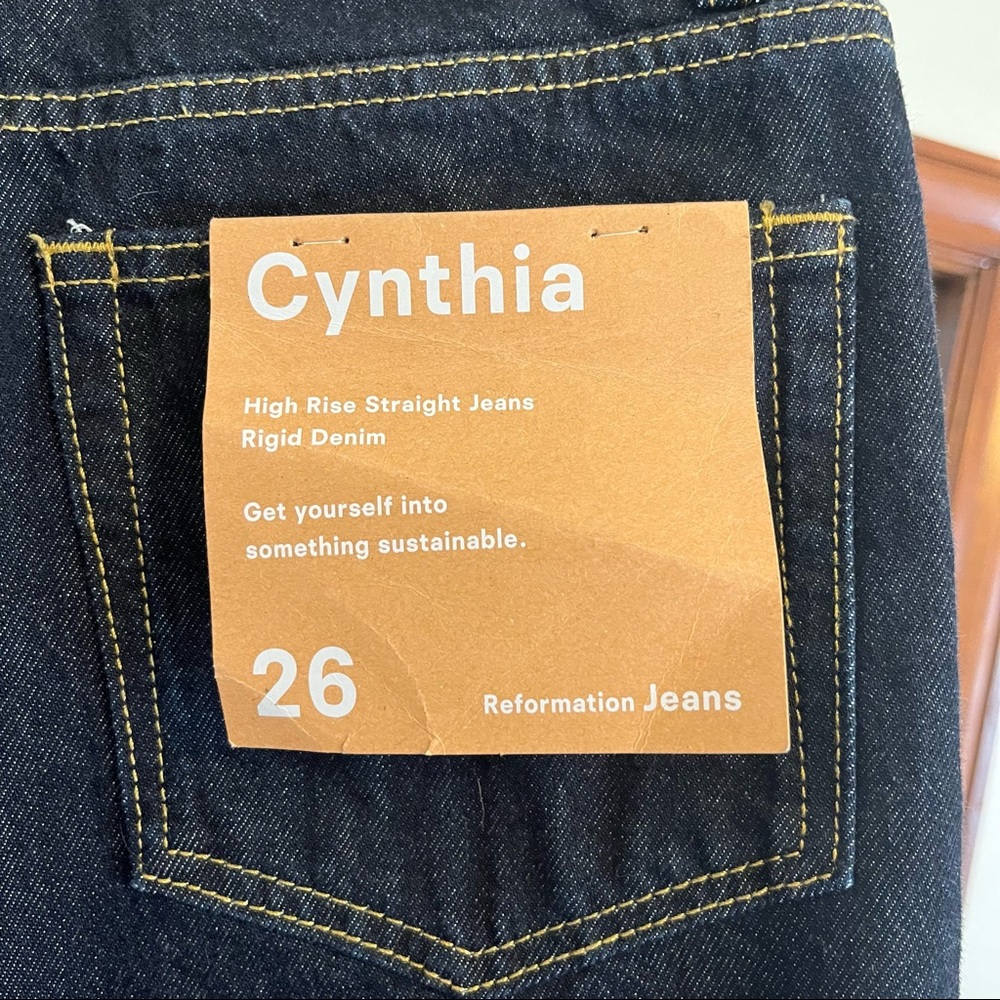 Cynthia
High Rise Straight Jeans
Rigid Denim
Get yourself into
something sustainable.
26
Reformation Jeans